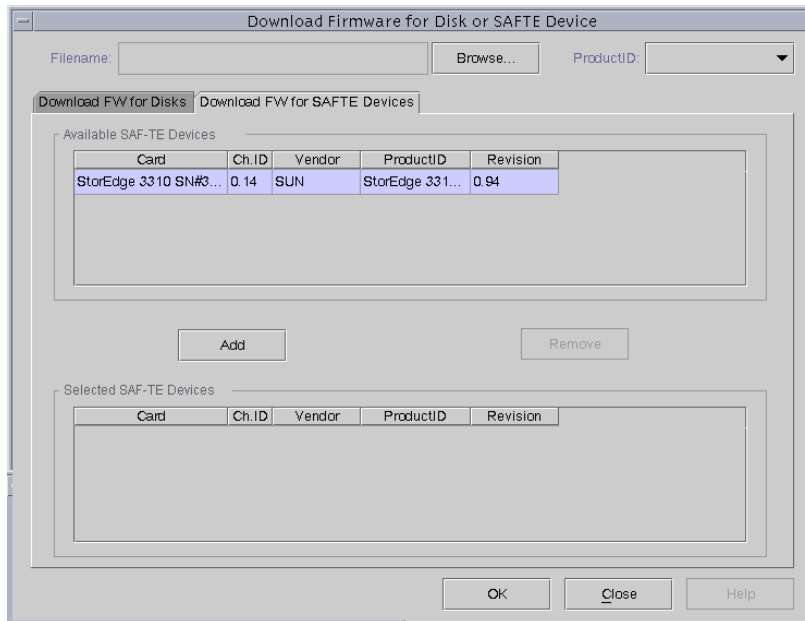 Download Firmware for Disk or SAFTE Device
Filename: Browse... ProductID:
Download FW for Disks Download FW for SAFTE Devices
Available SAF-TE Devices
Card Ch.ID Vendor ProductID Revision
StorEdge 3310 SN#3... 0.14 SUN StorEdge 331... 0.94
Add Remove
Selected SAF-TE Devices
Card Ch.ID Vendor ProductID Revision
OK Close Help